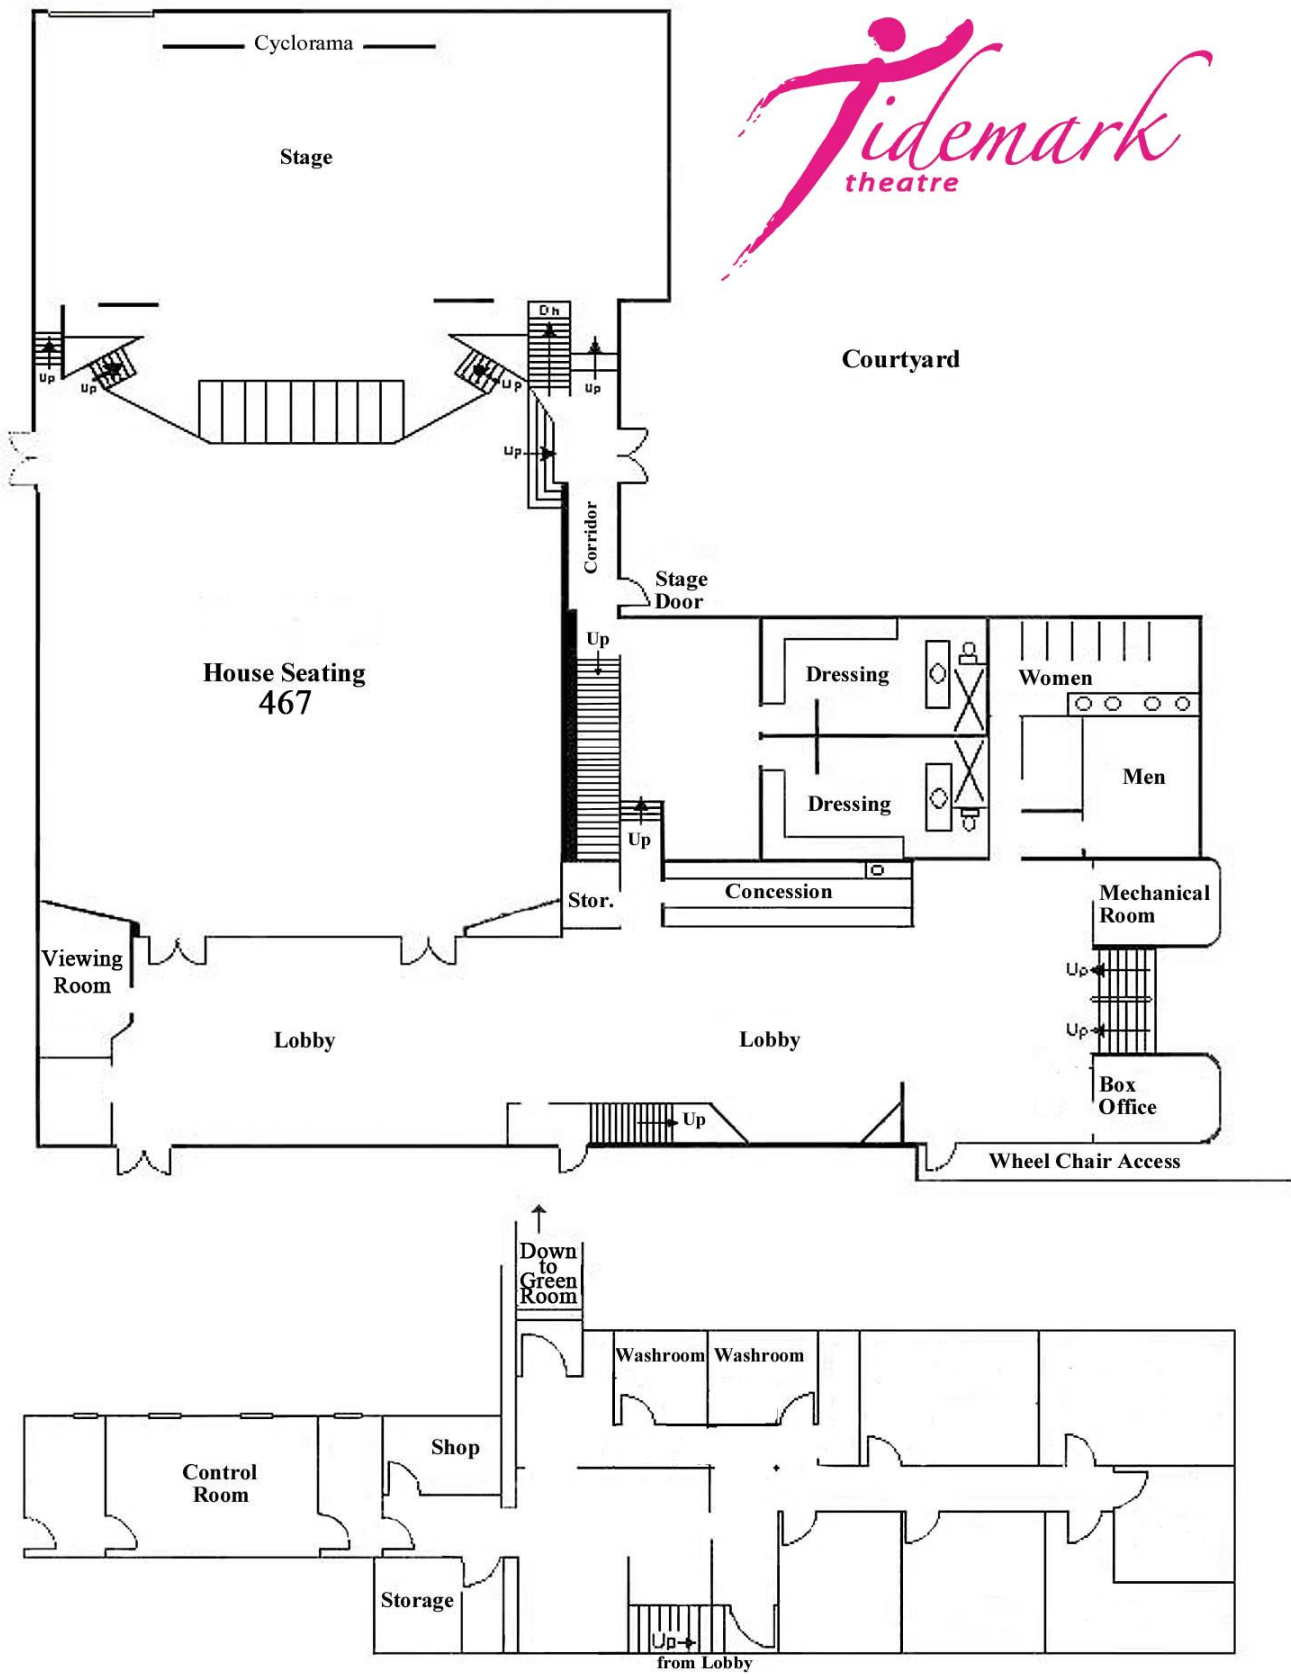 Cyclorama
Stage
Tidemark
theatre
Dn
Up
Up
Up
Up
Up
Courtyard
Corridor
Stage
Door
Up
House Seating
467
Dressing
Women
Men
Dressing
Up
Stor.
Concession
Mechanical
Room
Viewing
Room
Up
Lobby
Lobby
Up
Box
Office
Up
Wheel Chair Access
Down
to
Green
Room
Washroom
Washroom
Shop
Control
Room
Storage
Up
from Lobby